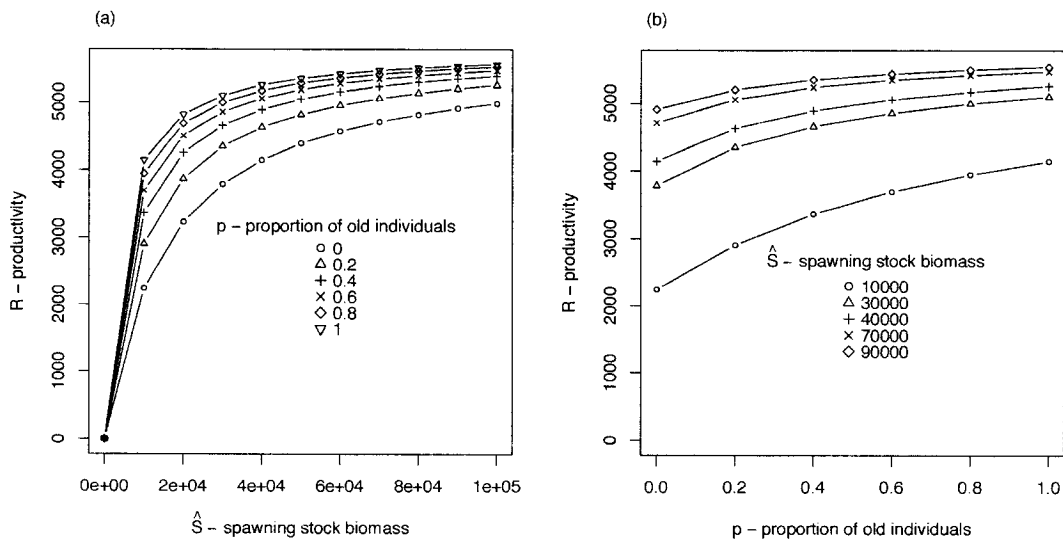 (a)
R – productivity
5000
4000
3000
2000
1000
0
p – proportion of old individuals
0
0.2
0.4
0.6
0.8
1
0e+00 2e+04 4e+04 6e+04 8e+04 1e+05
Ŝ – spawning stock biomass
(b)
R – productivity
5000
4000
3000
2000
1000
0
Ŝ – spawning stock biomass
10000
30000
40000
70000
90000
0.0 0.2 0.4 0.6 0.8 1.0
p – proportion of old individuals